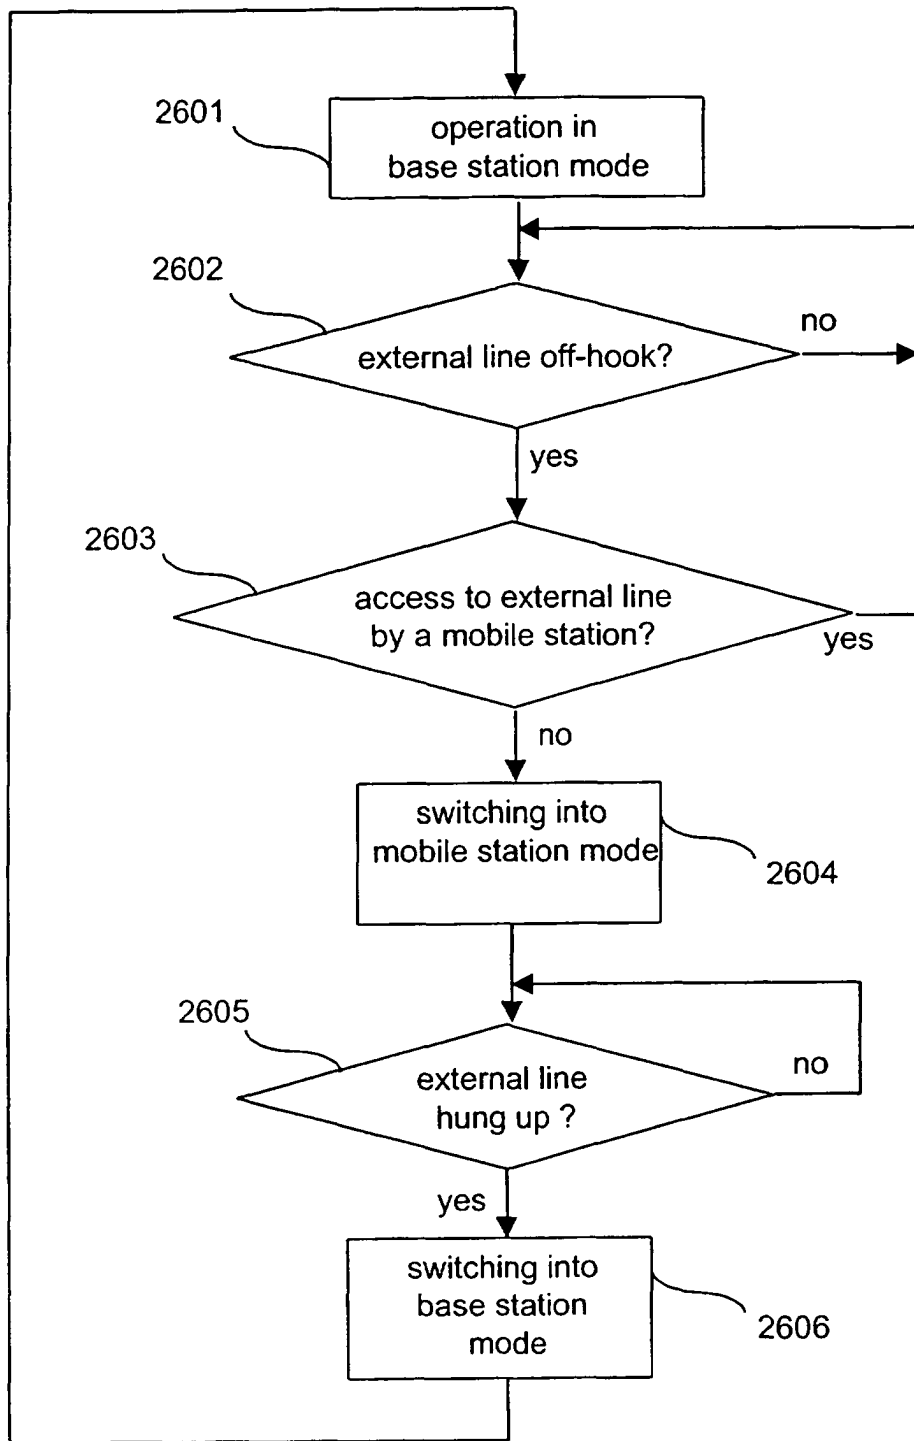 2601
operation in
base station mode
2602
no
external line off-hook?
yes
2603
access to external line
by a mobile station?
yes
no
switching into
mobile station mode
2604
2605
no
external line
hung up ?
yes
switching into
base station
mode
2606